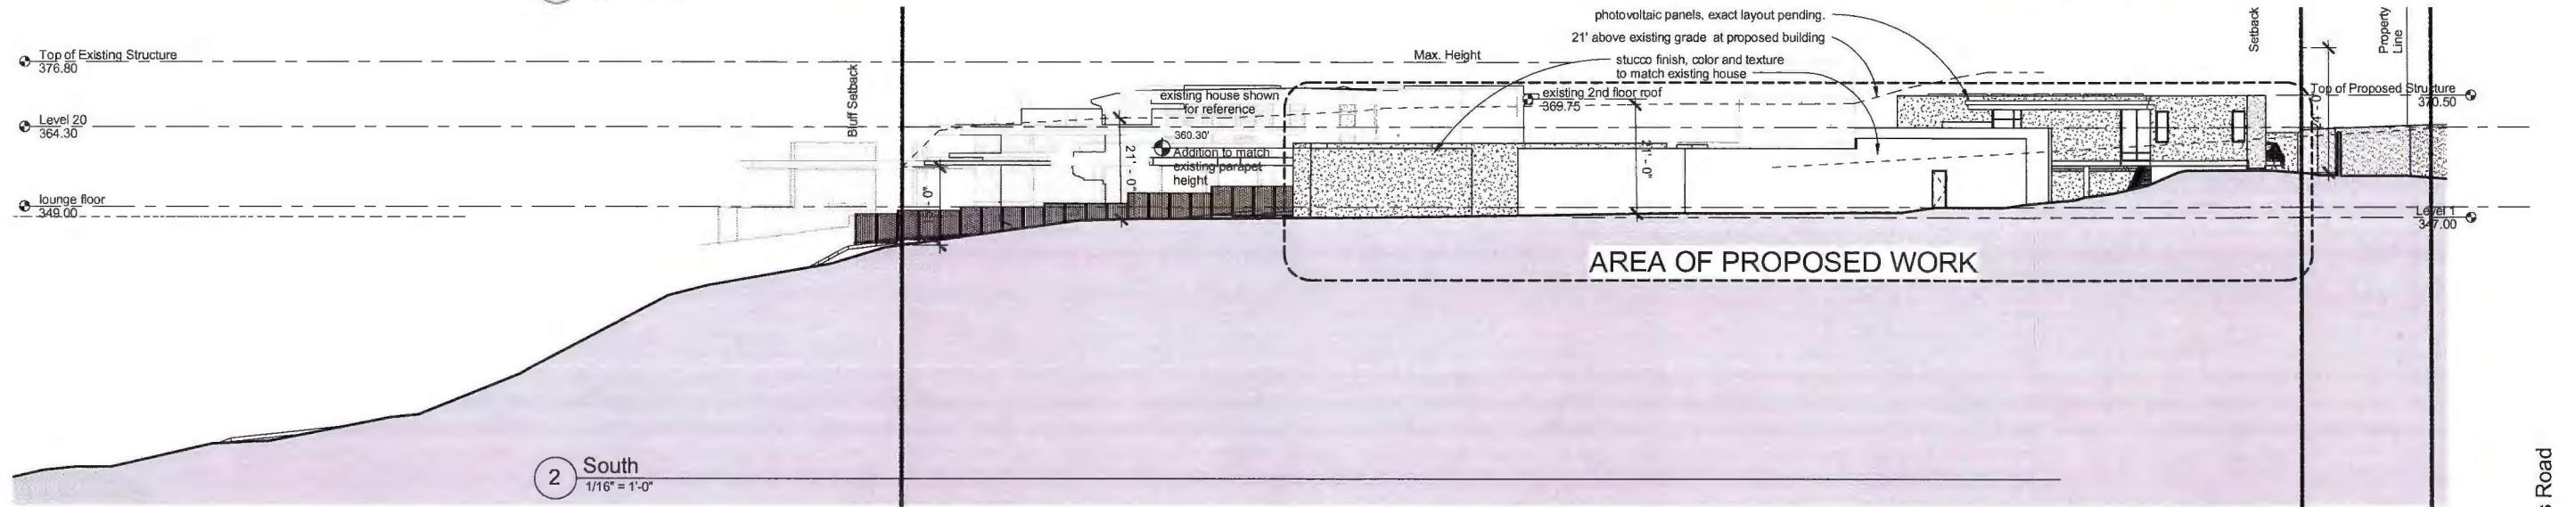 photovoltaic panels, exact layout pending.
21' above existing grade at proposed building
Max. Height
stucco finish, color and texture
to match existing house
Setback
Property
Line
Top of Existing Structure
376.80
Bluff Setback
existing house shown
for reference
existing 2nd floor roof
369.75
Top of Proposed Structure
370.50
Level 20
364.30
360.30'
Addition to match
existing parapet
height
21' - 0"
21' - 0"
lounge floor
349.00
Level 1
347.00
AREA OF PROPOSED WORK
2
South
1/16" = 1'-0"
Road